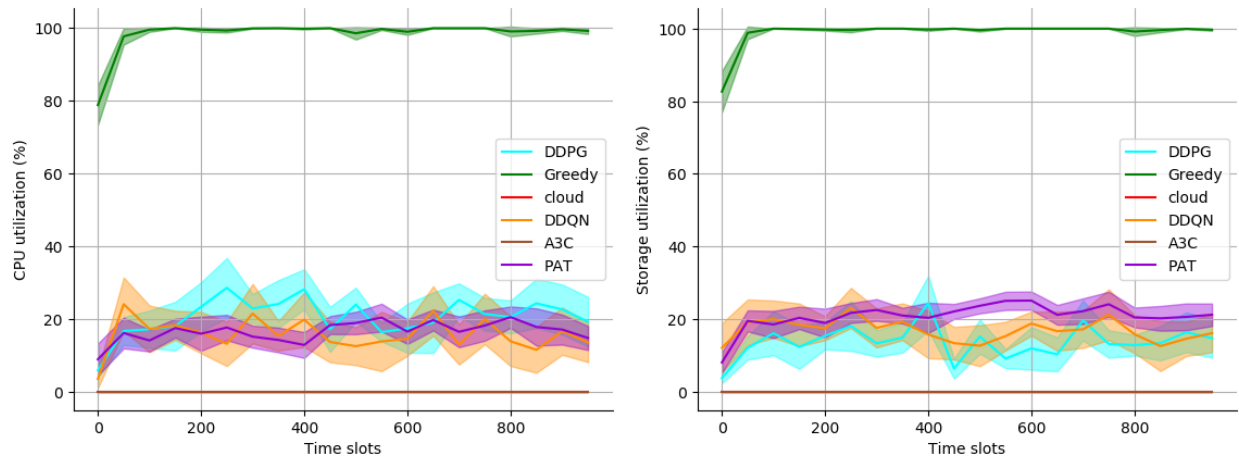 100
80
60
40
20
0
CPU utilization (%)
0 200 400 600 800
Time slots
DDPG
Greedy
cloud
DDQN
A3C
PAT
100
80
60
40
20
0
Storage utilization (%)
0 200 400 600 800
Time slots
DDPG
Greedy
cloud
DDQN
A3C
PAT